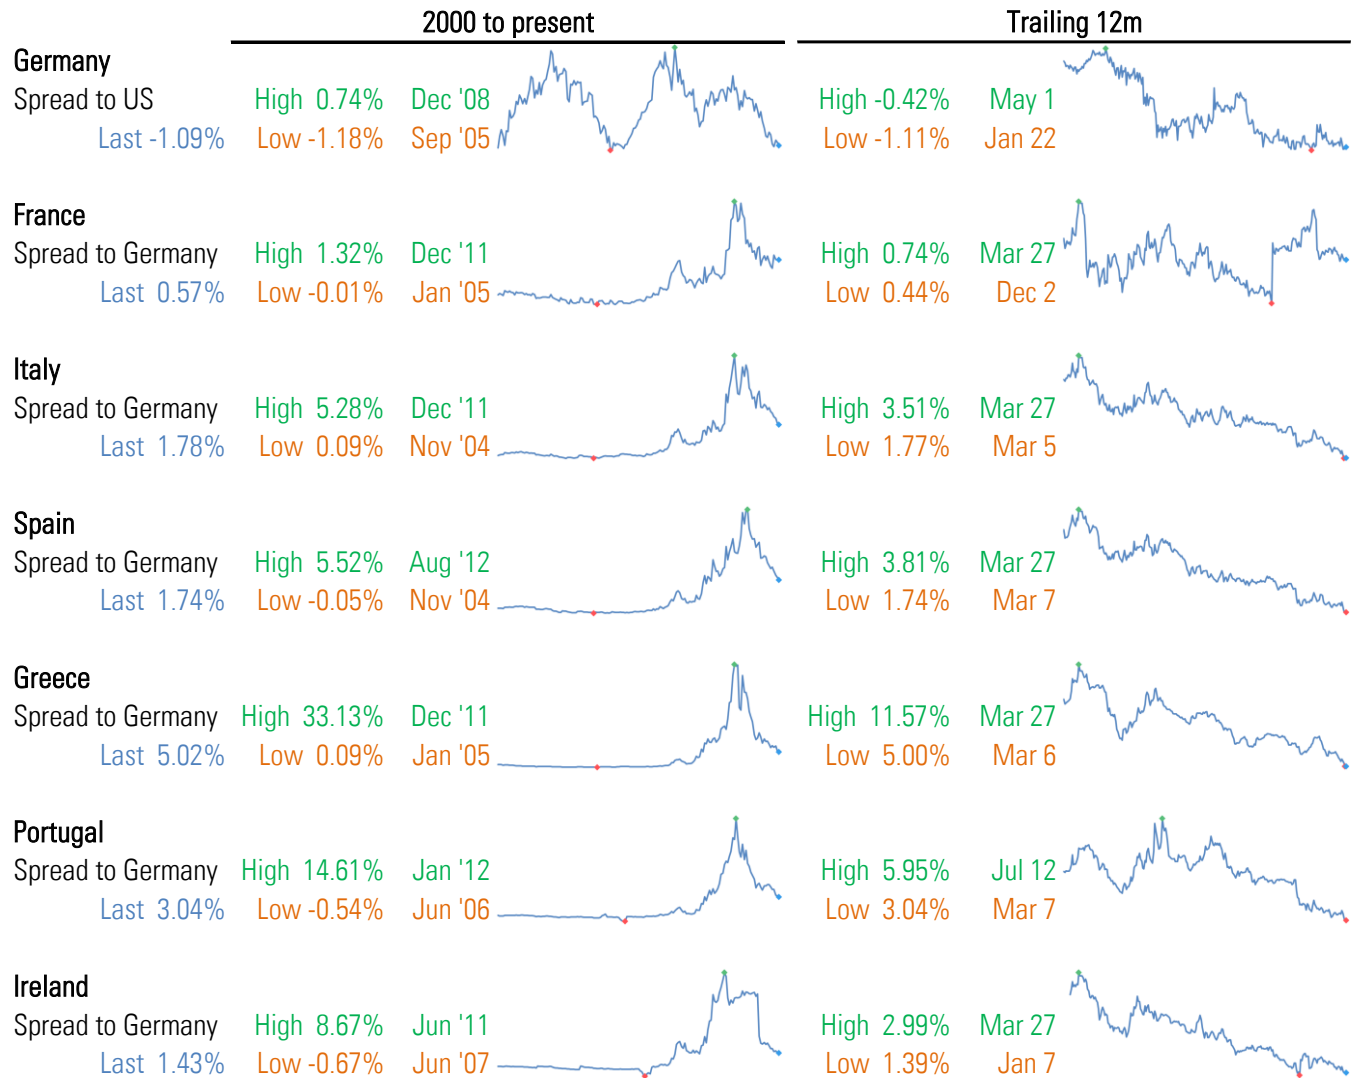 2000 to present Trailing 12m
Germany
Spread to US High 0.74% Dec '08 High -0.42% May 1
Last -1.09% Low -1.18% Sep '05 Low -1.11% Jan 22
France
Spread to Germany High 1.32% Dec '11 High 0.74% Mar 27
Last 0.57% Low -0.01% Jan '05 Low 0.44% Dec 2
Italy
Spread to Germany High 5.28% Dec '11 High 3.51% Mar 27
Last 1.78% Low 0.09% Nov '04 Low 1.77% Mar 5
Spain
Spread to Germany High 5.52% Aug '12 High 3.81% Mar 27
Last 1.74% Low -0.05% Nov '04 Low 1.74% Mar 7
Greece
Spread to Germany High 33.13% Dec '11 High 11.57% Mar 27
Last 5.02% Low 0.09% Jan '05 Low 5.00% Mar 6
Portugal
Spread to Germany High 14.61% Jan '12 High 5.95% Jul 12
Last 3.04% Low -0.54% Jun '06 Low 3.04% Mar 7
Ireland
Spread to Germany High 8.67% Jun '11 High 2.99% Mar 27
Last 1.43% Low -0.67% Jun '07 Low 1.39% Jan 7